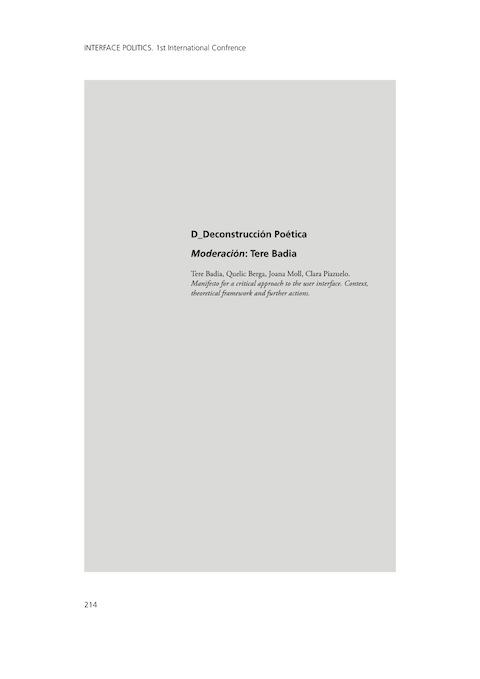 INTERFACE POLITICS. 1st International Confrence
D_Deconstrucción Poética
Moderación: Tere Badia
Tere Badia, Quelic Berga, Joana Moll, Clara Piazuelo.
Manifesto for a critical approach to the user interface. Context,
theoretical framework and further actions.
214